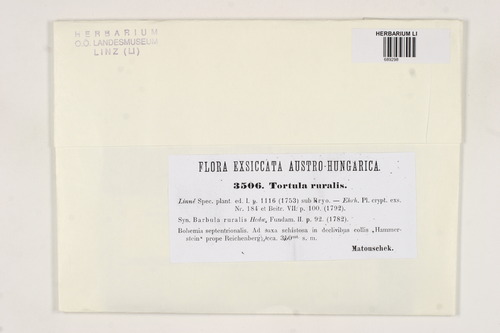 HERBARIUM
O.O. LANDESMUSEUM
LINZ (LI)
HERBARIUM LI
FLORA EXSICCATA AUSTRO-HUNGARICA.
3506. Tortula ruralis.
Linné Spec. plant ed. I. p. 1116 (1753) sub Bryo. — Ehrh. Pl. crypt. exs.
Nr. 184 et Beitr. VII. p. 100. (1792).
Syn. Barbula ruralis Hedw. Fundam. II. p. 92. (1782).
Bohemia septentrionalis. Ad saxa schistosa in declivibus collis „Hammer-
stein“ prope Reichenberg; cca. s. m.
Matouschek.